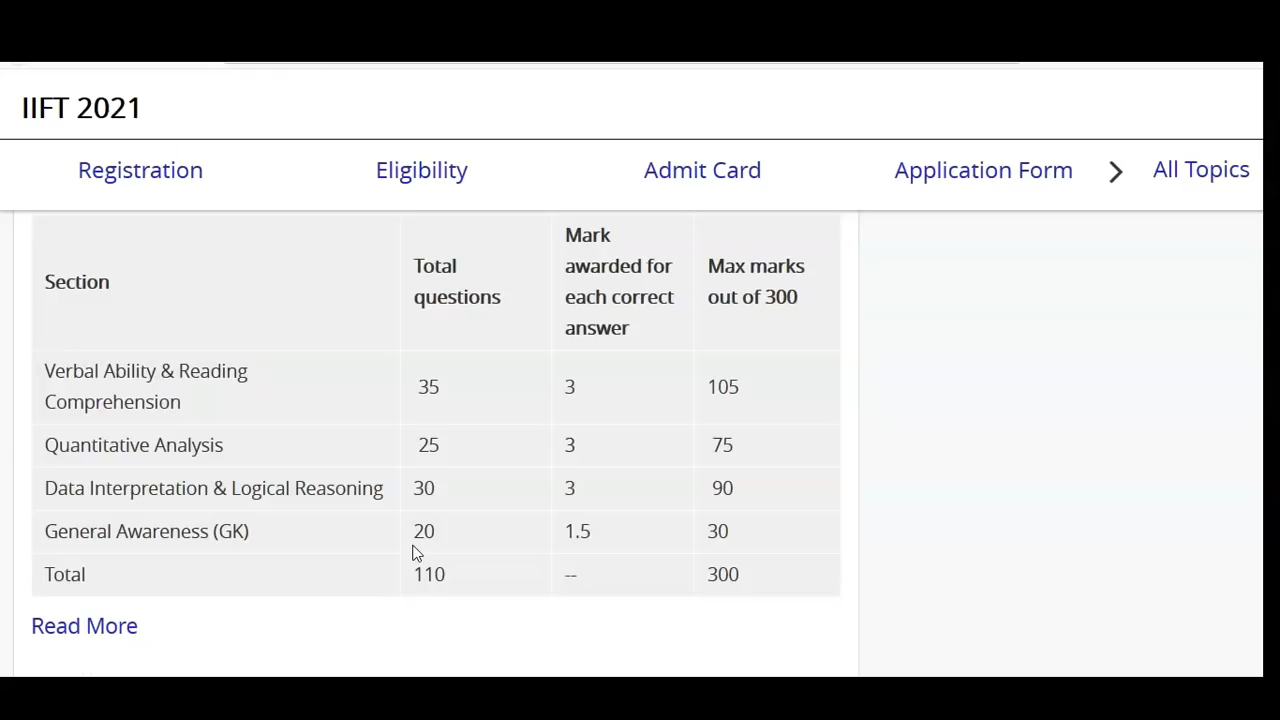 IIFT 2021
Registration Eligibility Admit Card Application Form All Topics
Section Total questions Mark awarded for each correct answer Max marks out of 300
Verbal Ability & Reading Comprehension 35 3 105
Quantitative Analysis 25 3 75
Data Interpretation & Logical Reasoning 30 3 90
General Awareness (GK) 20 1.5 30
Total 110 -- 300
Read More